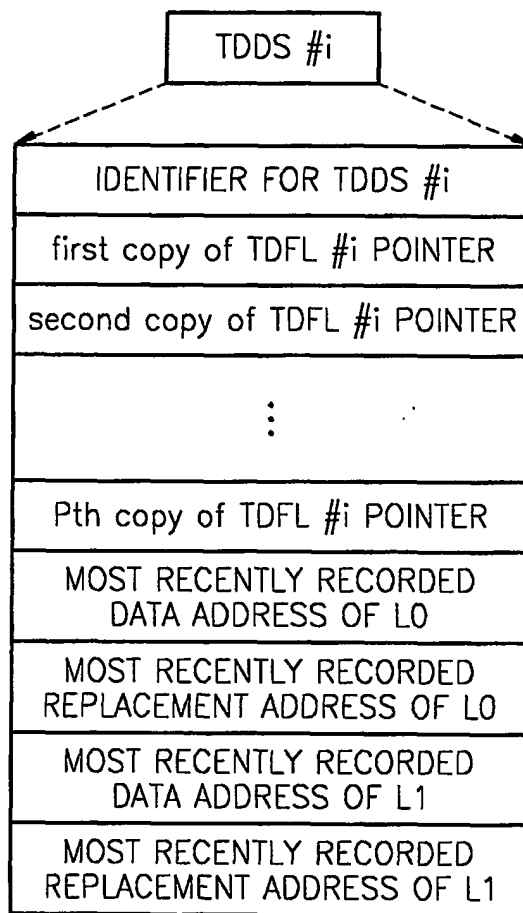 TDDS #i
IDENTIFIER FOR TDDS #i
first copy of TDFL #i POINTER
second copy of TDFL #i POINTER
⋮
Pth copy of TDFL #i POINTER
MOST RECENTLY RECORDED
DATA ADDRESS OF L0
MOST RECENTLY RECORDED
REPLACEMENT ADDRESS OF L0
MOST RECENTLY RECORDED
DATA ADDRESS OF L1
MOST RECENTLY RECORDED
REPLACEMENT ADDRESS OF L1